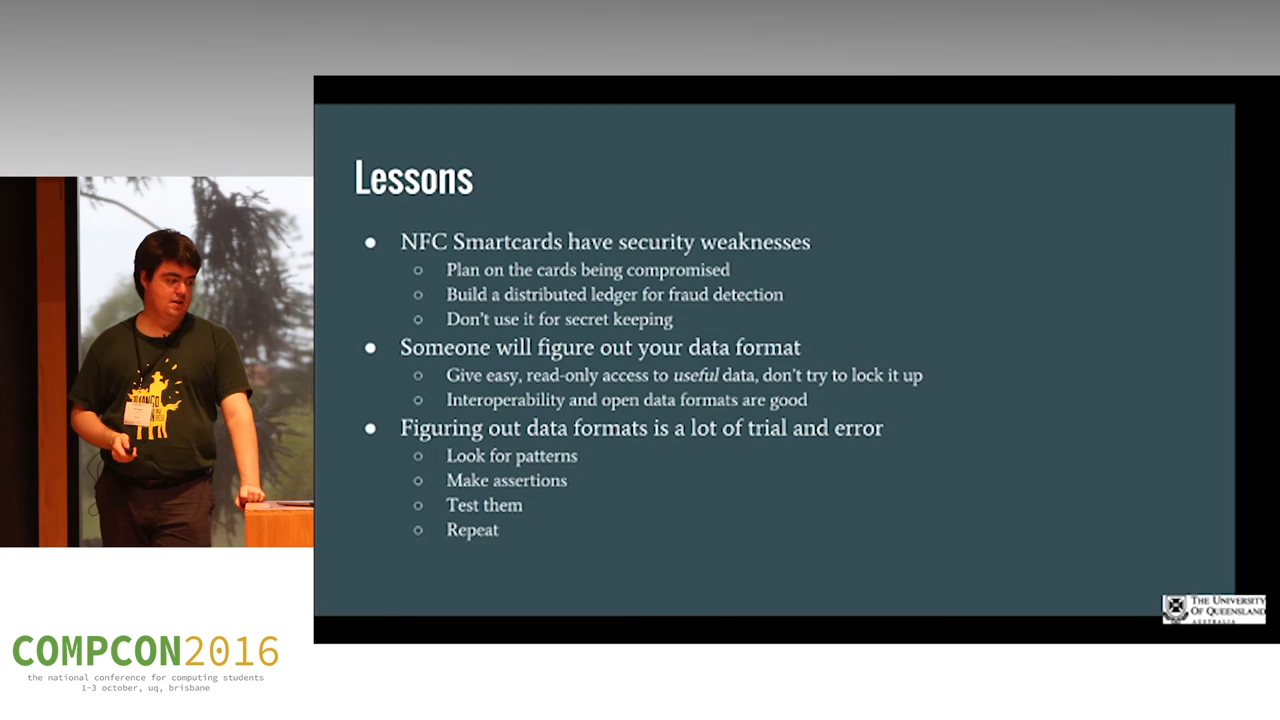 Lessons
● NFC Smartcards have security weaknesses
○ Plan on the cards being compromised
○ Build a distributed ledger for fraud detection
○ Don't use it for secret keeping
● Someone will figure out your data format
○ Give easy, read-only access to useful data, don't try to lock it up
○ Interoperability and open data formats are good
● Figuring out data formats is a lot of trial and error
○ Look for patterns
○ Make assertions
○ Test them
○ Repeat
THE UNIVERSITY
OF QUEENSLAND
AUSTRALIA
COMPCON2016
the national conference for computing students
1-3 october, uq, brisbane